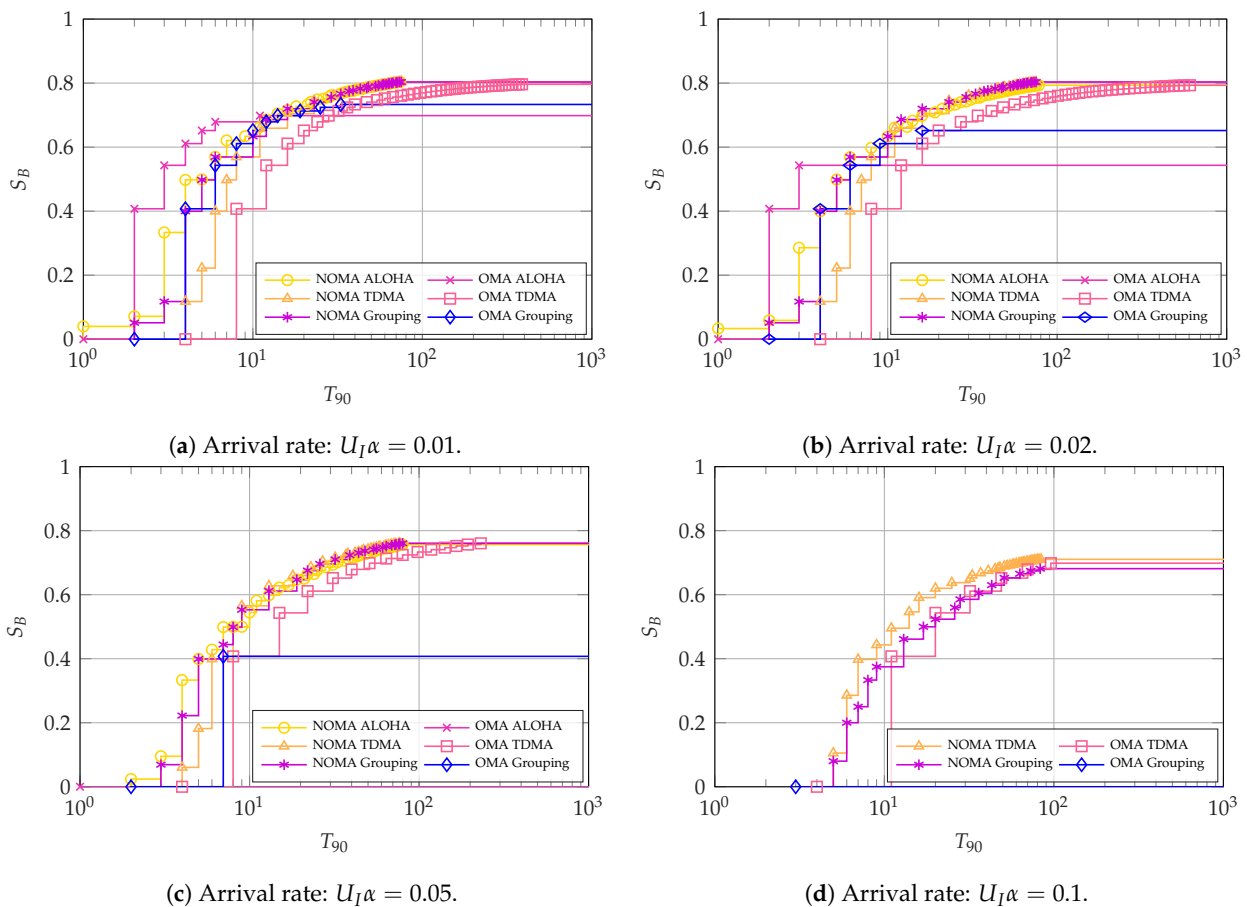 1
0.8
0.6
S_B
0.4
0.2
0
10^0 10^1 10^2 10^3
T_90
NOMA ALOHA OMA ALOHA
NOMA TDMA OMA TDMA
NOMA Grouping OMA Grouping
(a) Arrival rate: U_I α = 0.01.
1
0.8
0.6
S_B
0.4
0.2
0
10^0 10^1 10^2 10^3
T_90
NOMA ALOHA OMA ALOHA
NOMA TDMA OMA TDMA
NOMA Grouping OMA Grouping
(b) Arrival rate: U_I α = 0.02.
1
0.8
0.6
S_B
0.4
0.2
0
10^0 10^1 10^2 10^3
T_90
NOMA ALOHA OMA ALOHA
NOMA TDMA OMA TDMA
NOMA Grouping OMA Grouping
(c) Arrival rate: U_I α = 0.05.
1
0.8
0.6
S_B
0.4
0.2
0
10^0 10^1 10^2 10^3
T_90
NOMA TDMA OMA TDMA
NOMA Grouping OMA Grouping
(d) Arrival rate: U_I α = 0.1.